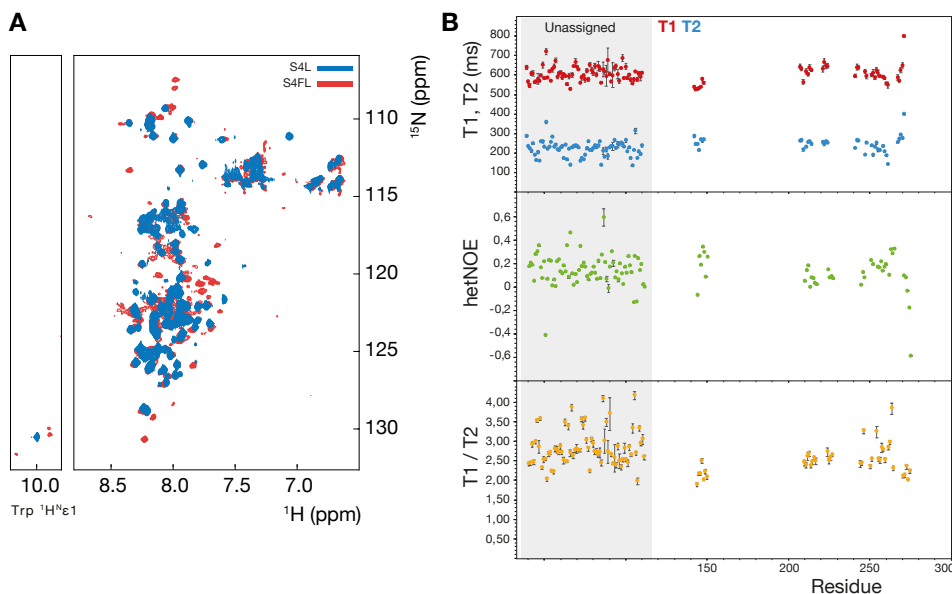 A
S4L
S4FL
110
115
120
125
130
¹⁵N (ppm)
10.0
8.5
8.0
7.5
7.0
Trp ¹Hᴺε1
¹H (ppm)
B
Unassigned
T1 T2
800
700
600
500
400
300
200
100
T1, T2 (ms)
0,6
0,4
0,2
0
-0,2
-0,4
-0,6
hetNOE
4,00
3,50
3,00
2,50
2,00
1,50
1,00
0,50
T1 / T2
150
200
250
300
Residue